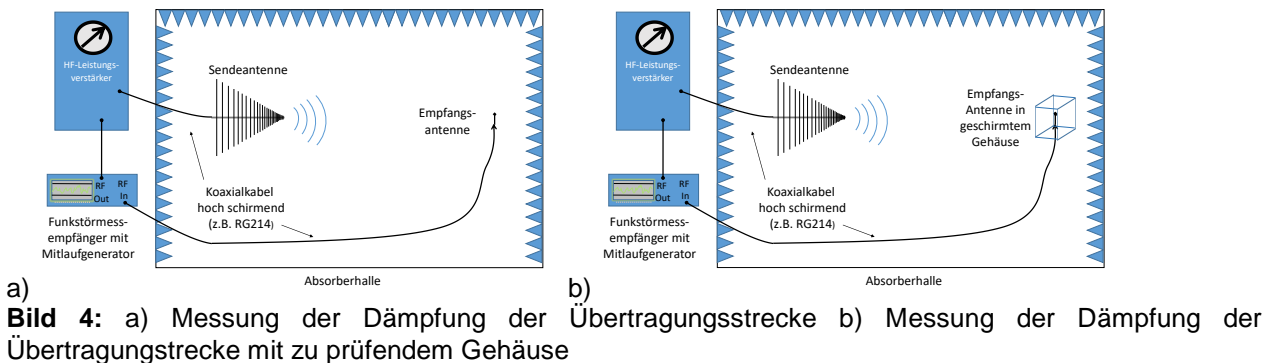 HF-Leistungs-
verstärker
Sendeantenne
Empfangs-
antenne
RF
Out
RF
In
Koaxialkabel
hoch schirmend
(z.B. RG214)
Funkstörmess-
empfänger mit
Mitlaufgenerator
Absorberhalle
a)
HF-Leistungs-
verstärker
Sendeantenne
Empfangs-
Antenne in
geschirmtem
Gehäuse
RF
Out
RF
In
Koaxialkabel
hoch schirmend
(z.B. RG214)
Funkstörmess-
empfänger mit
Mitlaufgenerator
Absorberhalle
b)
Bild 4: a) Messung der Dämpfung der Übertragungsstrecke b) Messung der Dämpfung der
Übertragungstrecke mit zu prüfendem Gehäuse